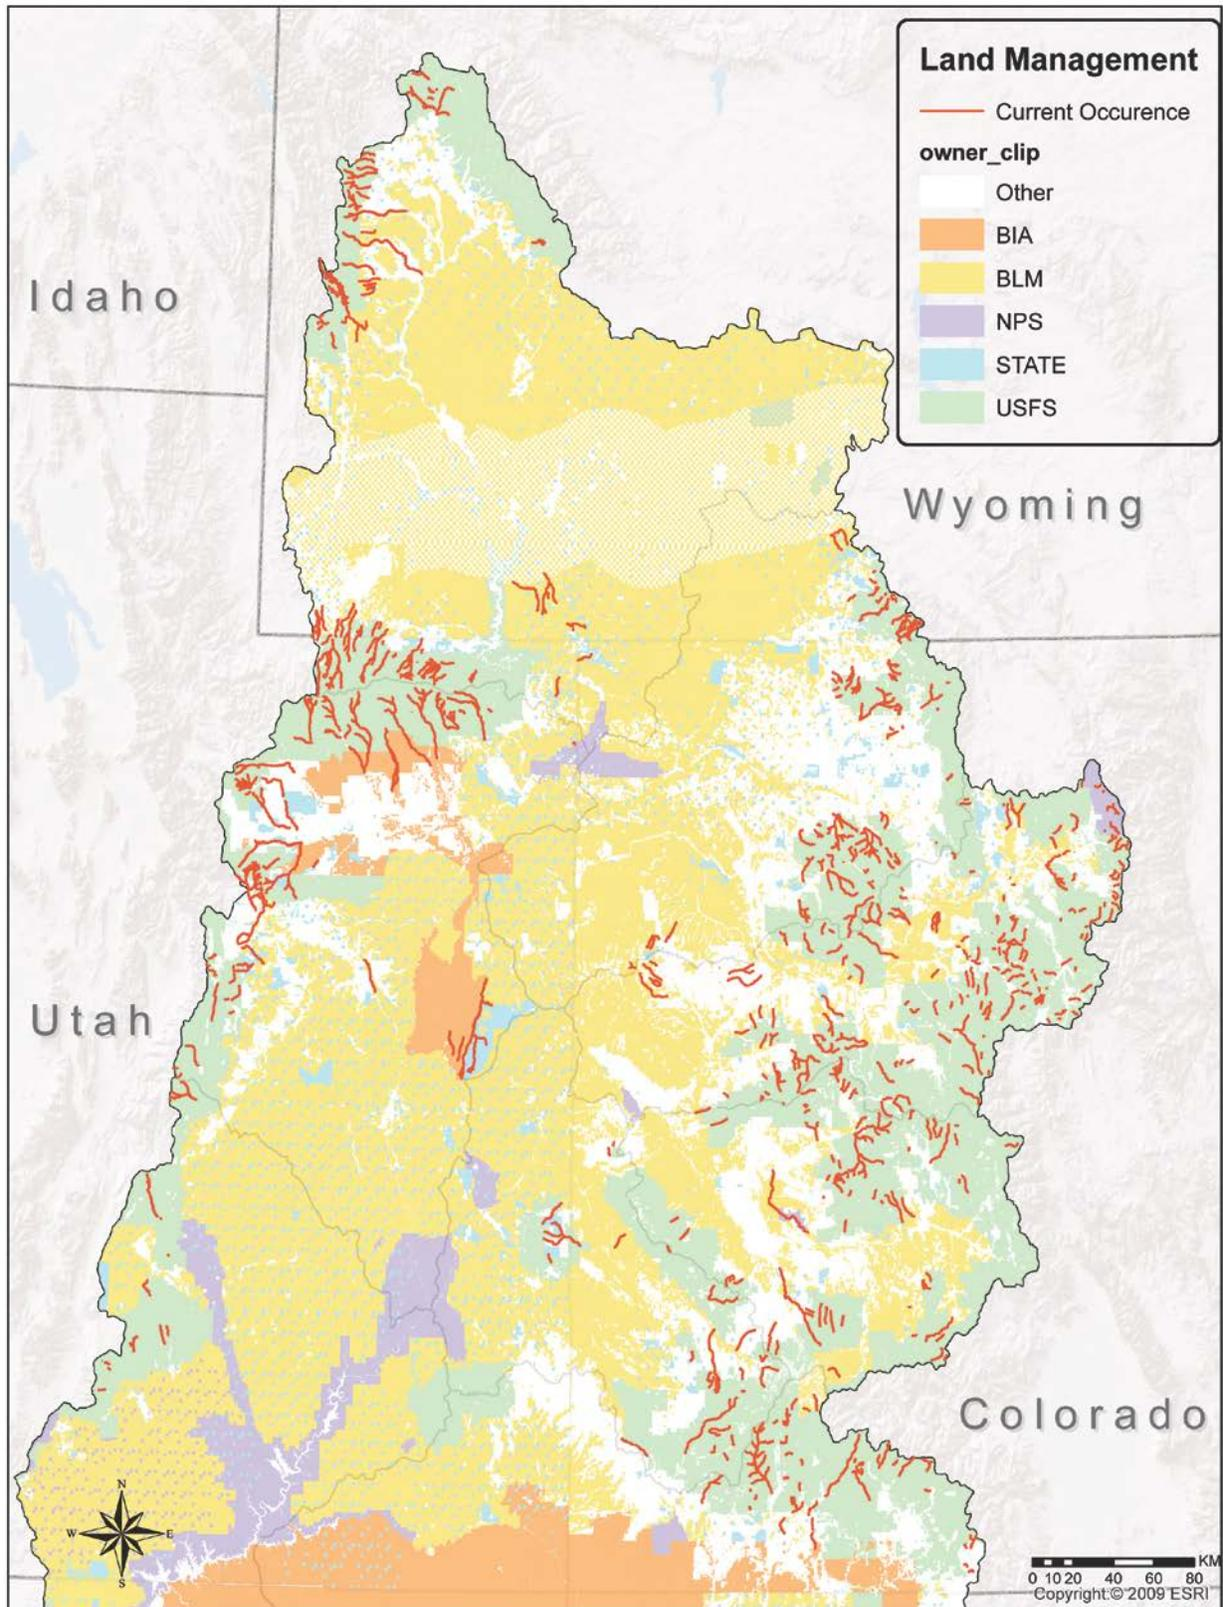 Land Management
Current Occurence
owner_clip
Other
BIA
BLM
NPS
STATE
USFS
Idaho
Wyoming
Utah
Colorado
N
W E
S
KM
0 10 20 40 60 80
Copyright:© 2009 ESRI